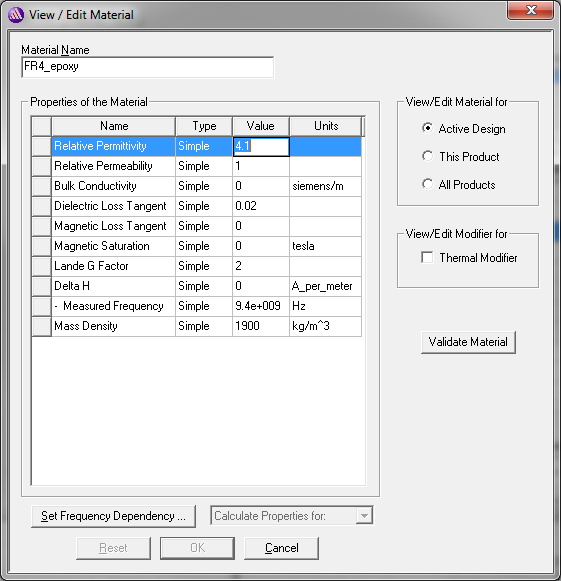 View / Edit Material
Material Name
FR4_epoxy
Properties of the Material
Name Type Value Units
Relative Permittivity Simple 4.1
Relative Permeability Simple 1
Bulk Conductivity Simple 0 siemens/m
Dielectric Loss Tangent Simple 0.02
Magnetic Loss Tangent Simple 0
Magnetic Saturation Simple 0 tesla
Lande G Factor Simple 2
Delta H Simple 0 A_per_meter
- Measured Frequency Simple 9.4e+009 Hz
Mass Density Simple 1900 kg/m^3
View/Edit Material for
Active Design
This Product
All Products
View/Edit Modifier for
Thermal Modifier
Validate Material
Set Frequency Dependency ... Calculate Properties for:
Reset OK Cancel